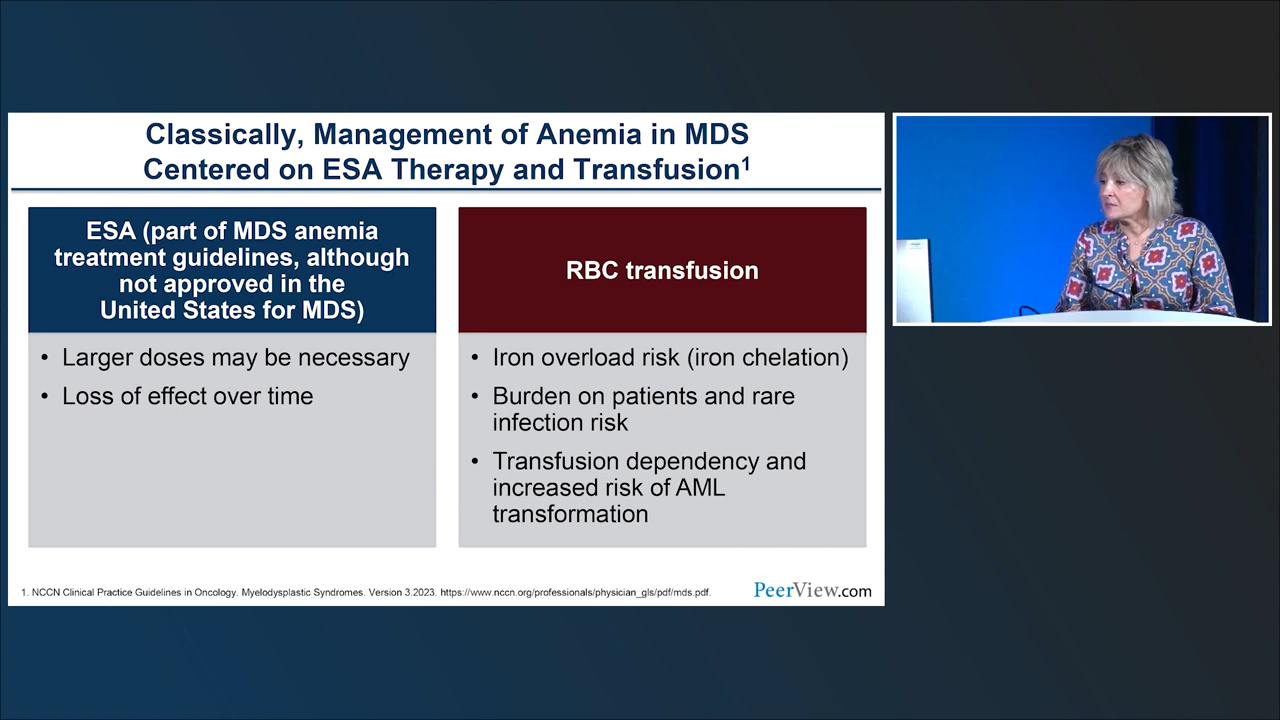 Classically, Management of Anemia in MDS
Centered on ESA Therapy and Transfusion1
ESA (part of MDS anemia
treatment guidelines, although
not approved in the
United States for MDS)
• Larger doses may be necessary
• Loss of effect over time
RBC transfusion
• Iron overload risk (iron chelation)
• Burden on patients and rare
infection risk
• Transfusion dependency and
increased risk of AML
transformation
1. NCCN Clinical Practice Guidelines in Oncology. Myelodysplastic Syndromes. Version 3.2023. https://www.nccn.org/professionals/physician_gls/pdf/mds.pdf.
PeerView.com